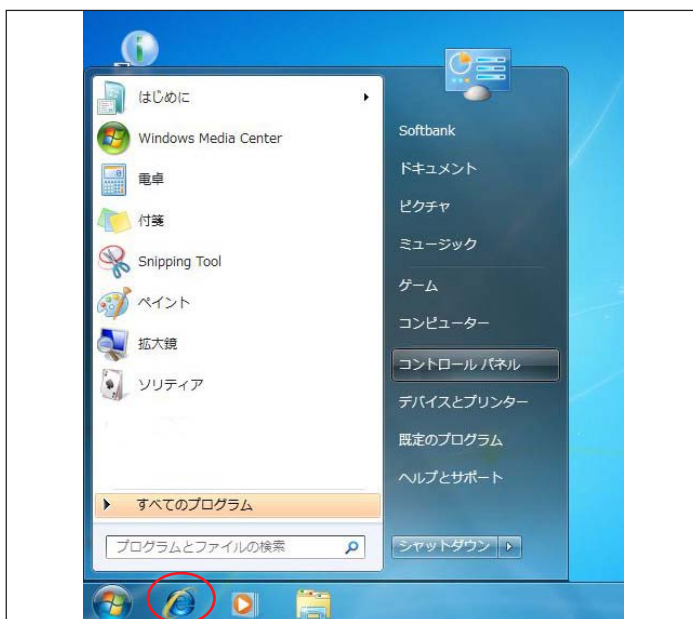 はじめに
Windows Media Center
電卓
付箋
Snipping Tool
ペイント
拡大鏡
ソリティア
すべてのプログラム
プログラムとファイルの検索
Softbank
ドキュメント
ピクチャ
ミュージック
ゲーム
コンピューター
コントロール パネル
デバイスとプリンター
既定のプログラム
ヘルプとサポート
シャットダウン